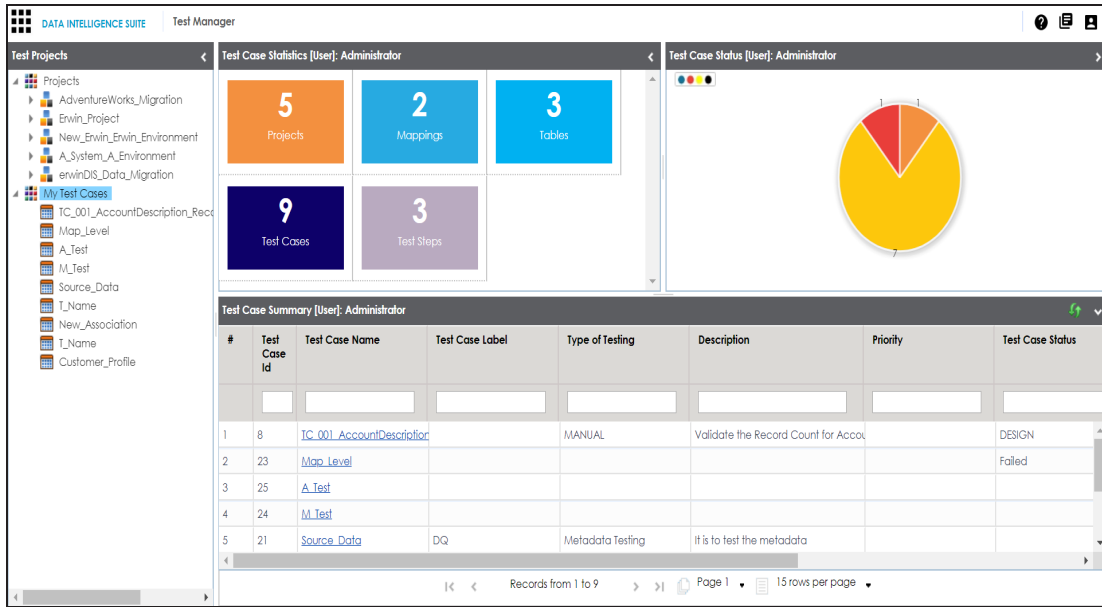 DATA INTELLIGENCE SUITE Test Manager
Test Projects
Projects
AdventureWorks_Migration
Erwin_Project
New_Erwin_Erwin_Environment
A_System_A_Environment
erwinDIS_Data_Migration
My Test Cases
TC_001_AccountDescription_Reco
Map_Level
A_Test
M_Test
Source_Data
T_Name
New_Association
T_Name
Customer_Profile
Test Case Statistics [User]: Administrator
5
Projects
2
Mappings
3
Tables
9
Test Cases
3
Test Steps
Test Case Status [User]: Administrator
1 1
7
Test Case Summary [User]: Administrator
# Test Case Id Test Case Name Test Case Label Type of Testing Description Priority Test Case Status
1 8 TC_001_AccountDescription MANUAL Validate the Record Count for Accou DESIGN
2 23 Map_Level Failed
3 25 A_Test
4 24 M_Test
5 21 Source_Data DQ Metadata Testing It is to test the metadata
Records from 1 to 9 Page 1 15 rows per page